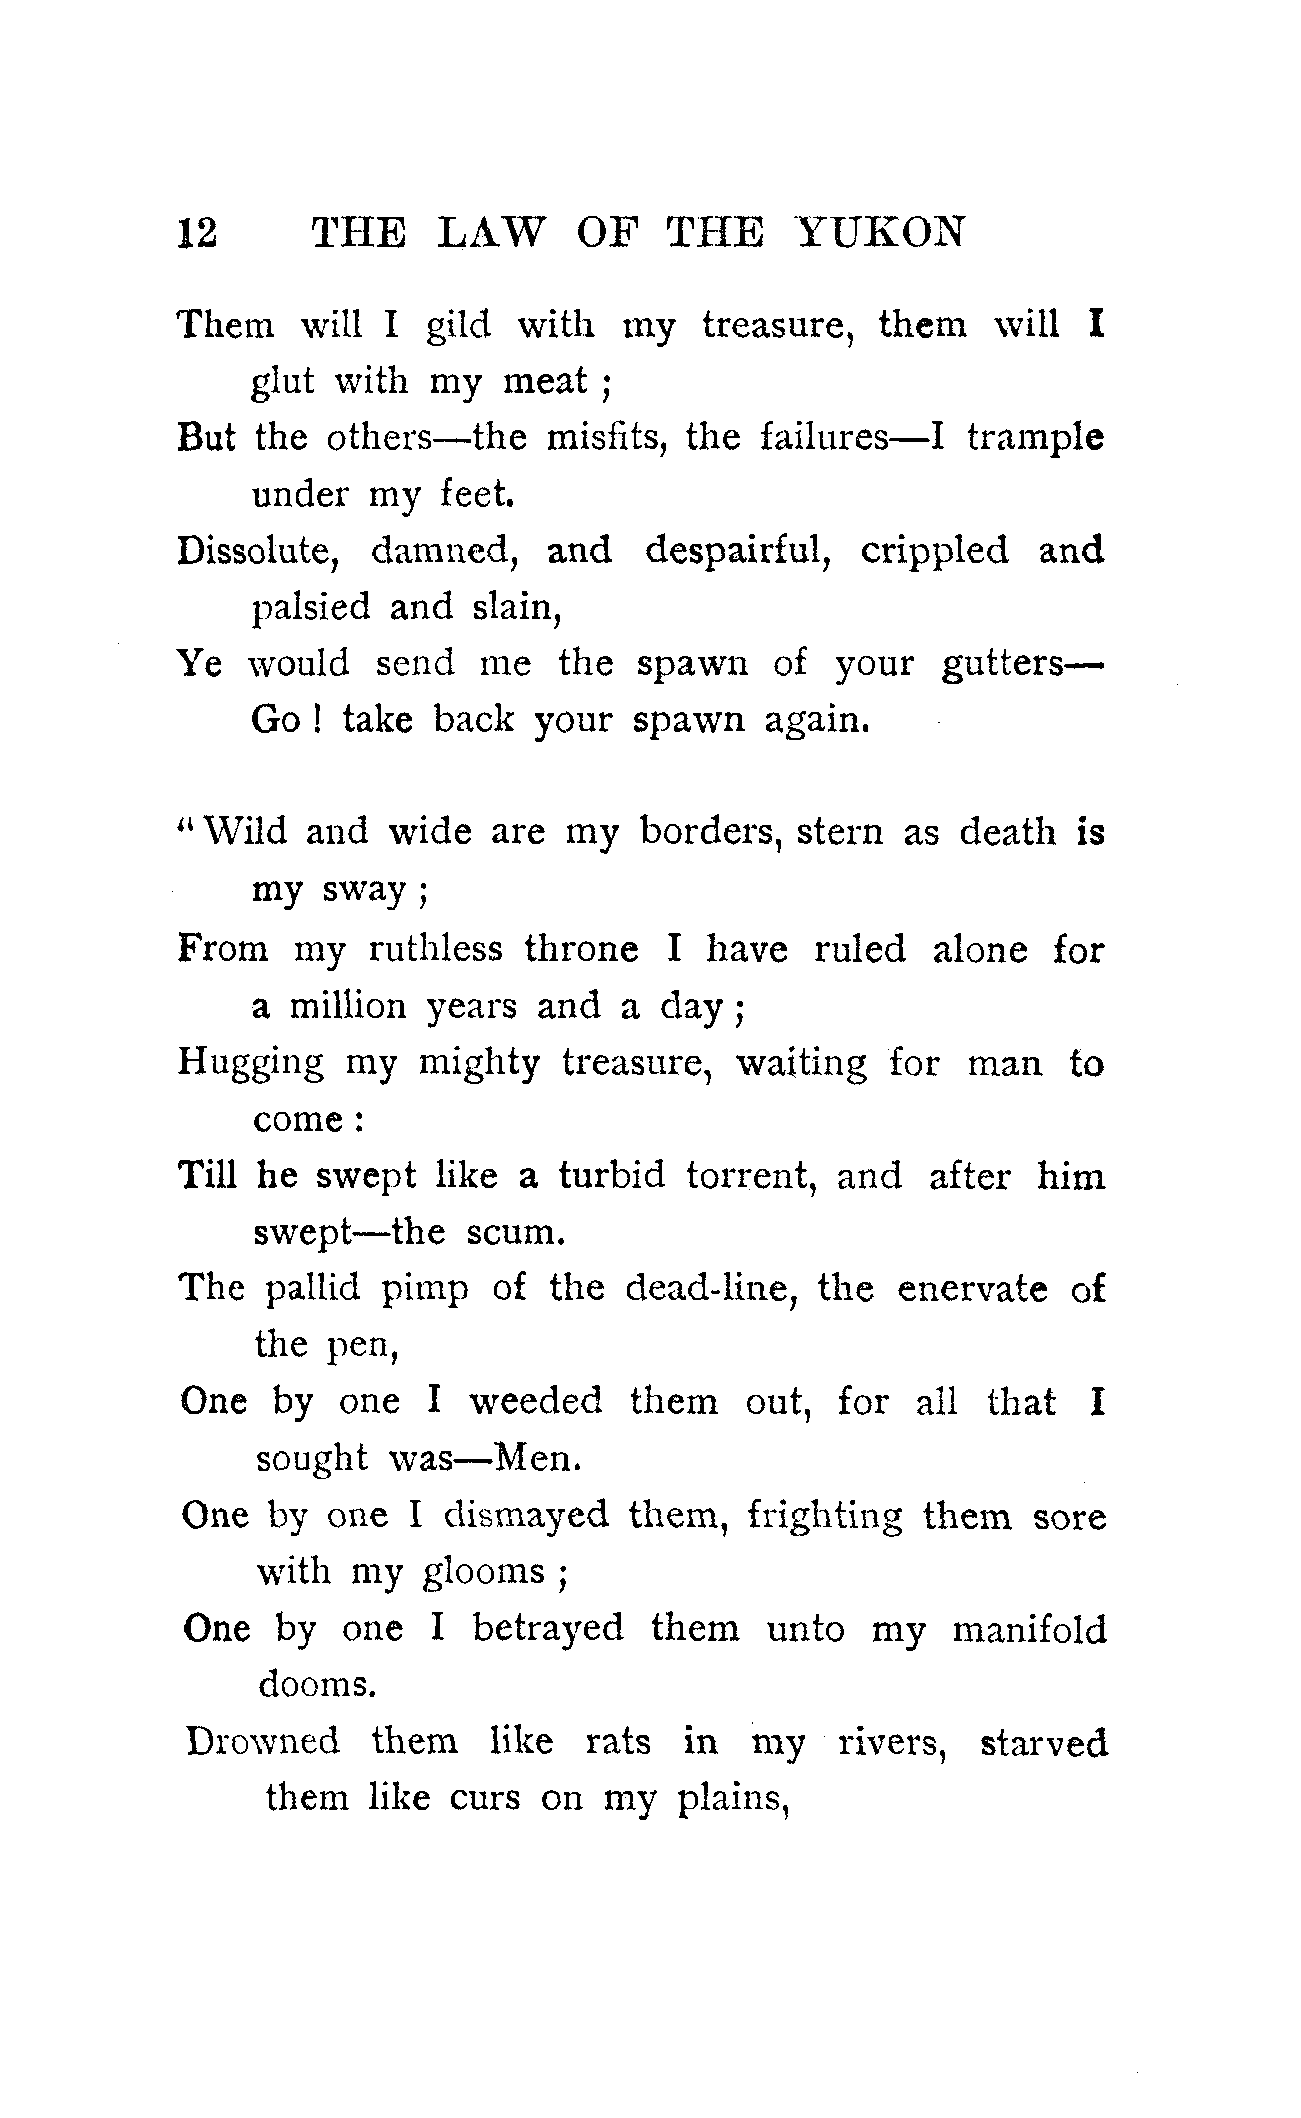 12 THE LAW OF THE YUKON
Them will I gild with my treasure, them will I
glut with my meat ;
But the others—the misfits, the failures—I trample
under my feet.
Dissolute, damned, and despairful, crippled and
palsied and slain,
Ye would send me the spawn of your gutters—
Go ! take back your spawn again.
“ Wild and wide are my borders, stern as death is
my sway ;
From my ruthless throne I have ruled alone for
a million years and a day ;
Hugging my mighty treasure, waiting for man to
come :
Till he swept like a turbid torrent, and after him
swept—the scum.
The pallid pimp of the dead-line, the enervate of
the pen,
One by one I weeded them out, for all that I
sought was—Men.
One by one I dismayed them, frighting them sore
with my glooms ;
One by one I betrayed them unto my manifold
dooms.
Drowned them like rats in my rivers, starved
them like curs on my plains,